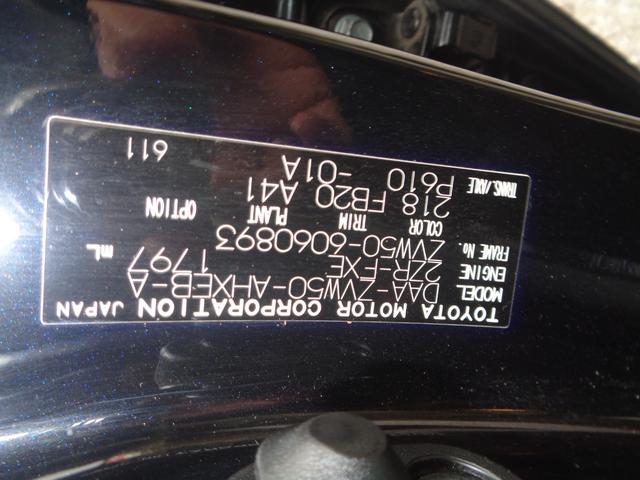 TOYOTA MOTOR CORPORATION JAPAN
MODEL DAA-ZVW50-AHXEB-A
ENGINE 2ZR-FXE 1797 mL
FRAME No. ZVW50-6060893
COLOR TRIM PLANT OPTION
218 FB20 A41
TRANS./AXLE P610
-01A
611